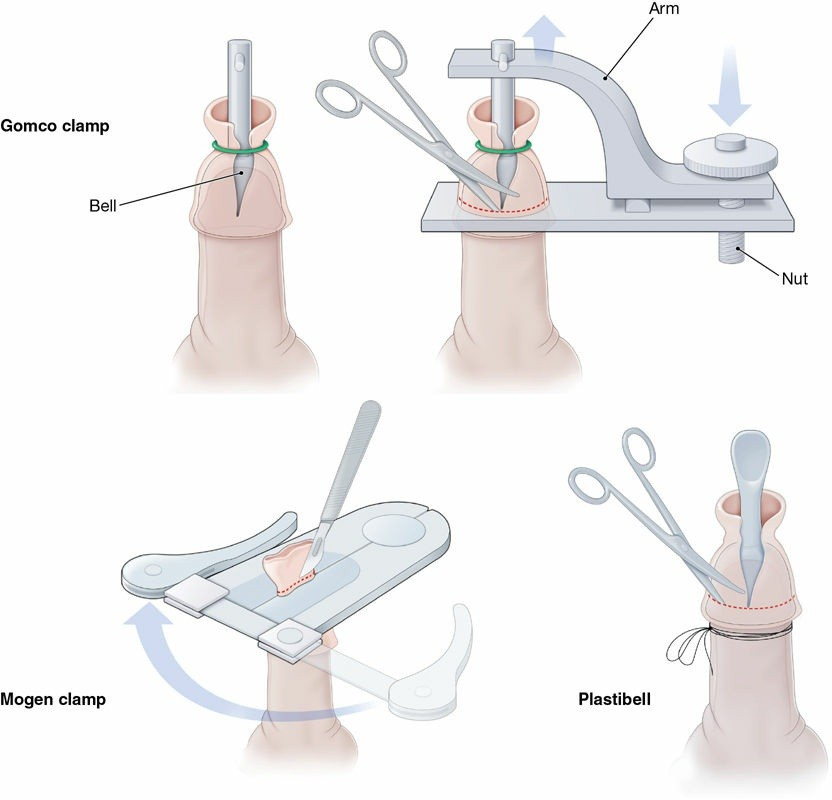 Arm
Gomco clamp
Bell
Nut
Mogen clamp
Plastibell